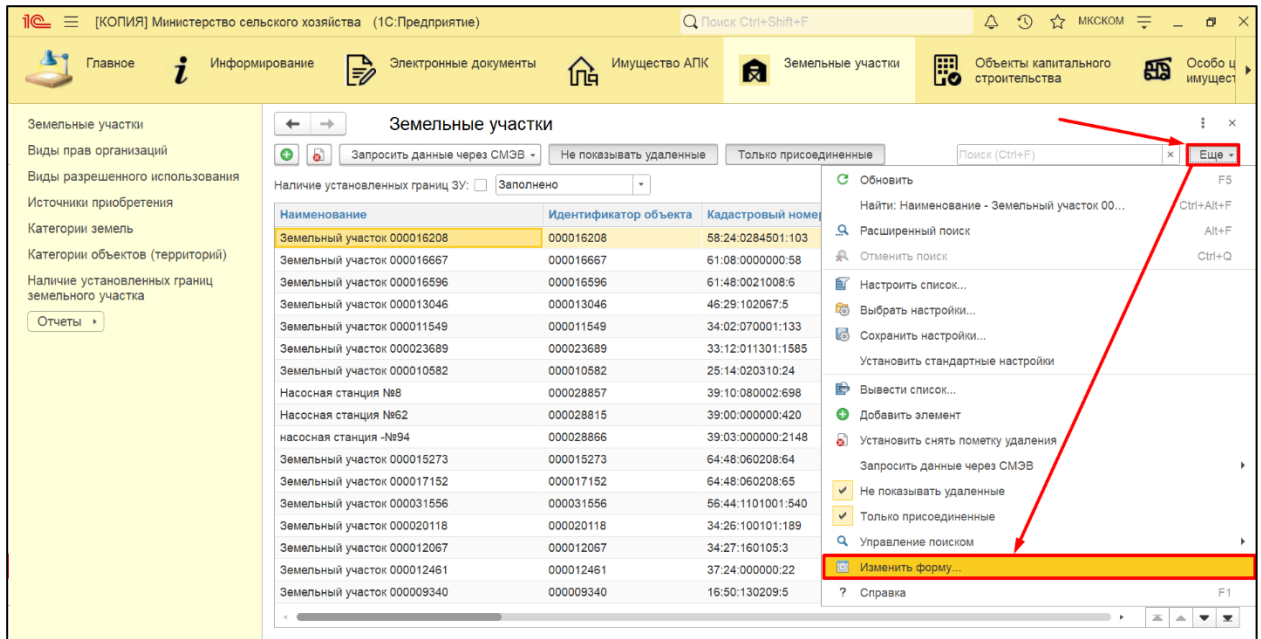 [КОПИЯ] Министерство сельского хозяйства (1С:Предприятие)
Поиск Ctrl+Shift+F
МКСКОМ
Главное
Информирование
Электронные документы
Имущество АПК
Земельные участки
Объекты капитального
строительства
Особо ц
имущест
Земельные участки
Виды прав организаций
Виды разрешенного использования
Источники приобретения
Категории земель
Категории объектов (территорий)
Наличие установленных границ
земельного участка
Отчеты
Земельные участки
Запросить данные через СМЭВ
Не показывать удаленные
Только присоединенные
Поиск (Ctrl+F)
Еще
Наличие установленных границ ЗУ: Заполнено
Наименование Идентификатор объекта Кадастровый номер
Земельный участок 000016208 000016208 58:24:0284501:103
Земельный участок 000016667 000016667 61:08:0000000:58
Земельный участок 000016596 000016596 61:48:0021008:6
Земельный участок 000013046 000013046 46:29:102067:5
Земельный участок 000011549 000011549 34:02:070001:133
Земельный участок 000023689 000023689 33:12:011301:1585
Земельный участок 000010582 000010582 25:14:020310:24
Насосная станция №8 000028857 39:10:080002:698
Насосная станция №62 000028815 39:00:000000:420
насосная станция -№94 000028866 39:03:000000:2148
Земельный участок 000015273 000015273 64:48:060208:64
Земельный участок 000017152 000017152 64:48:060208:65
Земельный участок 000031556 000031556 56:44:1101001:540
Земельный участок 000020118 000020118 34:26:100101:189
Земельный участок 000012067 000012067 34:27:160105:3
Земельный участок 000012461 000012461 37:24:000000:22
Земельный участок 000009340 000009340 16:50:130209:5
Обновить F5
Найти: Наименование - Земельный участок 00... Ctrl+Alt+F
Расширенный поиск Alt+F
Отменить поиск Ctrl+Q
Настроить список...
Выбрать настройки...
Сохранить настройки...
Установить стандартные настройки
Вывести список...
Добавить элемент
Установить снять пометку удаления
Запросить данные через СМЭВ
Не показывать удаленные
Только присоединенные
Управление поиском
Изменить форму...
? Справка F1